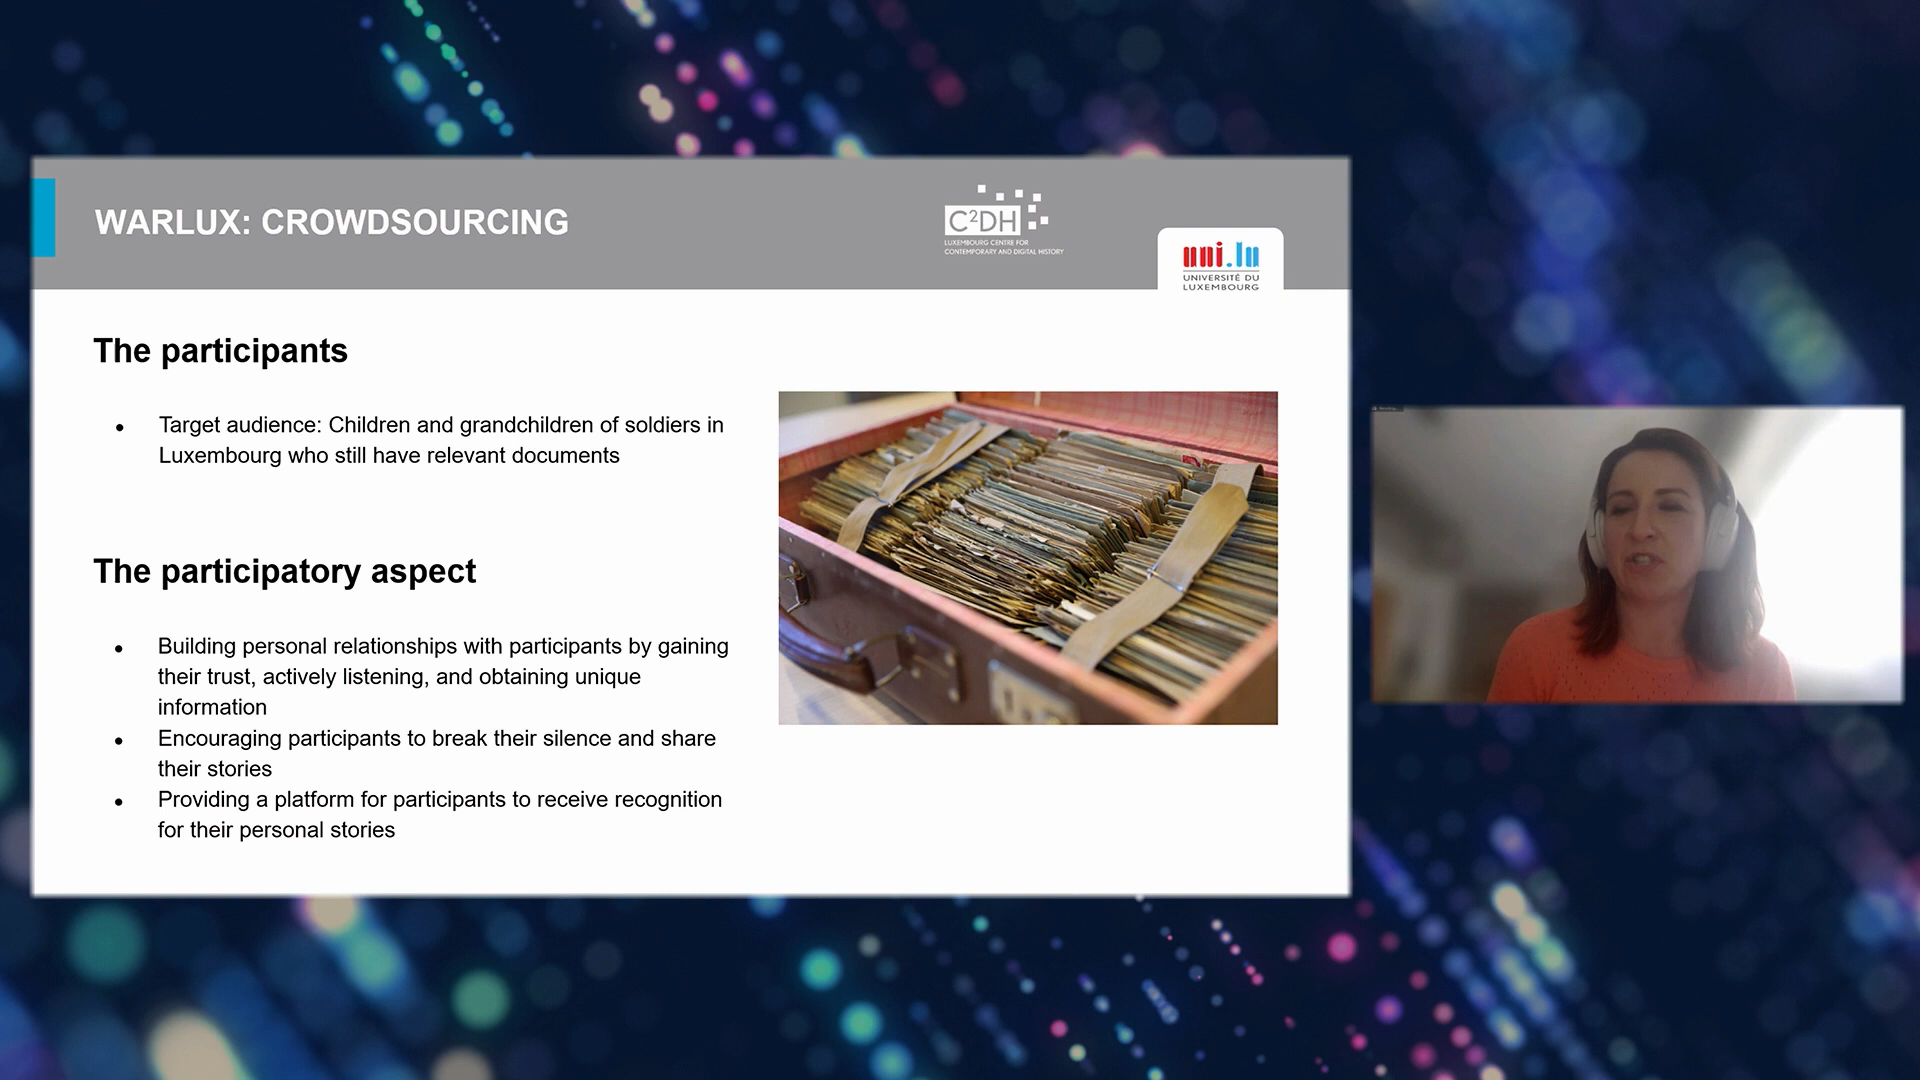 WARLUX: CROWDSOURCING
C²DH
LUXEMBOURG CENTRE FOR
CONTEMPORARY AND DIGITAL HISTORY
uni.lu
UNIVERSITÉ DU
LUXEMBOURG
The participants
• Target audience: Children and grandchildren of soldiers in
Luxembourg who still have relevant documents
The participatory aspect
• Building personal relationships with participants by gaining
their trust, actively listening, and obtaining unique
information
• Encouraging participants to break their silence and share
their stories
• Providing a platform for participants to receive recognition
for their personal stories